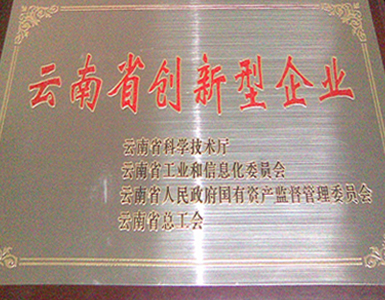 云南省创新型企业
云南省科学技术厅
云南省工业和信息化委员会
云南省人民政府国有资产监督管理委员会
云南省总工会